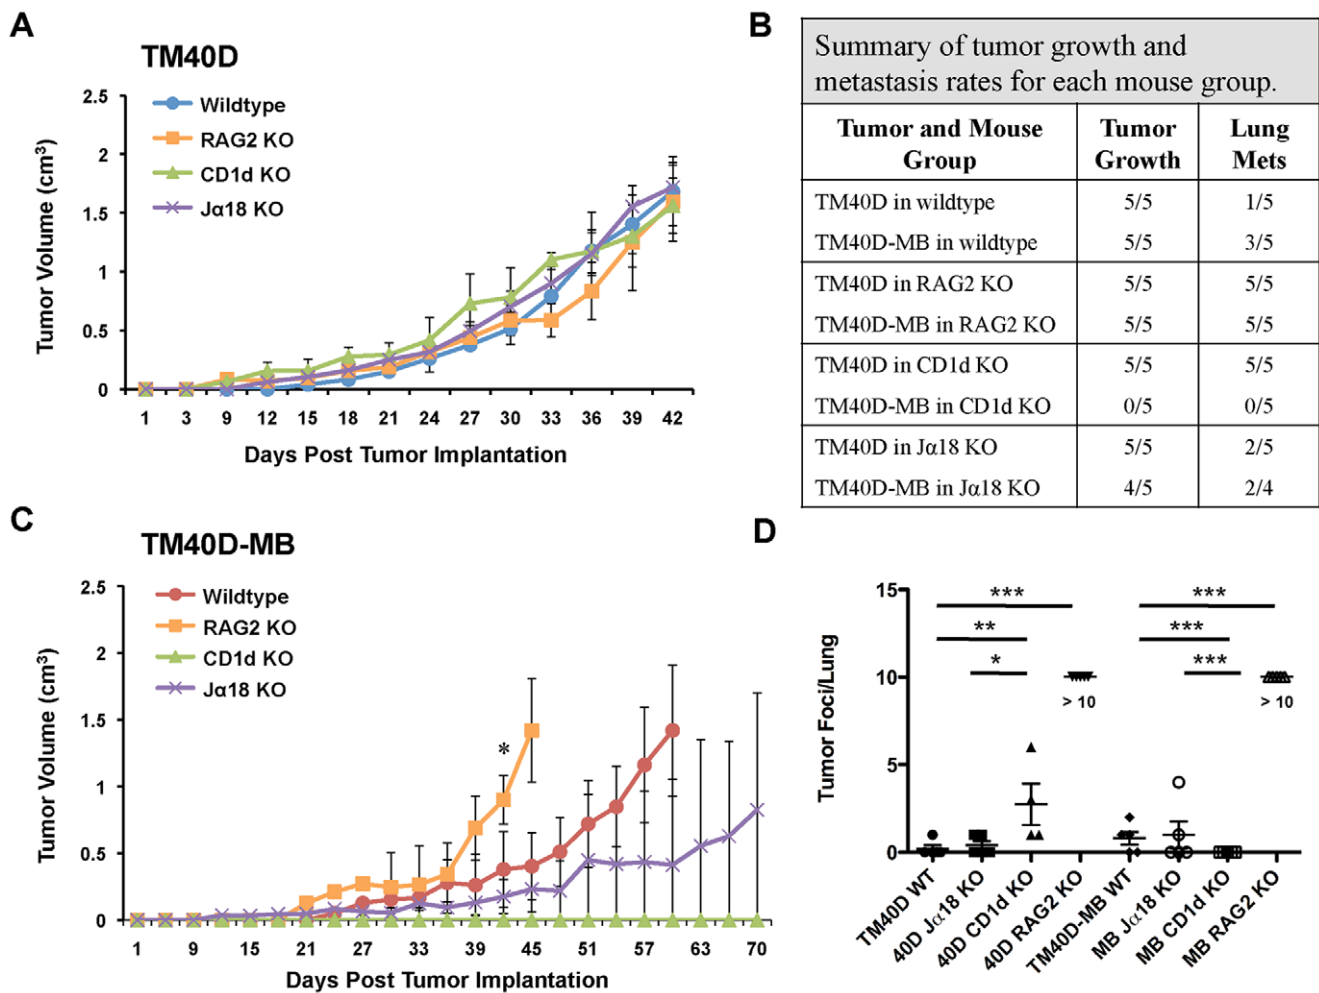 A
TM40D
Wildtype
RAG2 KO
CD1d KO
Jα18 KO
Tumor Volume (cm³)
2.5
2
1.5
1
0.5
0
1 3 9 12 15 18 21 24 27 30 33 36 39 42
Days Post Tumor Implantation
B
Summary of tumor growth and
metastasis rates for each mouse group.
Tumor and Mouse Group Tumor Growth Lung Mets
TM40D in wildtype 5/5 1/5
TM40D-MB in wildtype 5/5 3/5
TM40D in RAG2 KO 5/5 5/5
TM40D-MB in RAG2 KO 5/5 5/5
TM40D in CD1d KO 5/5 5/5
TM40D-MB in CD1d KO 0/5 0/5
TM40D in Jα18 KO 5/5 2/5
TM40D-MB in Jα18 KO 4/5 2/4
C
TM40D-MB
Wildtype
RAG2 KO
CD1d KO
Jα18 KO
Tumor Volume (cm³)
2.5
2
1.5
1
0.5
0
*
1 3 9 15 21 27 33 39 45 51 57 63 70
Days Post Tumor Implantation
D
Tumor Foci/Lung
15
10
5
0
*** ***
** ***
* ***
> 10 > 10
TM40D WT
40D Jα18 KO
40D CD1d KO
40D RAG2 KO
TM40D-MB WT
MB Jα18 KO
MB CD1d KO
MB RAG2 KO